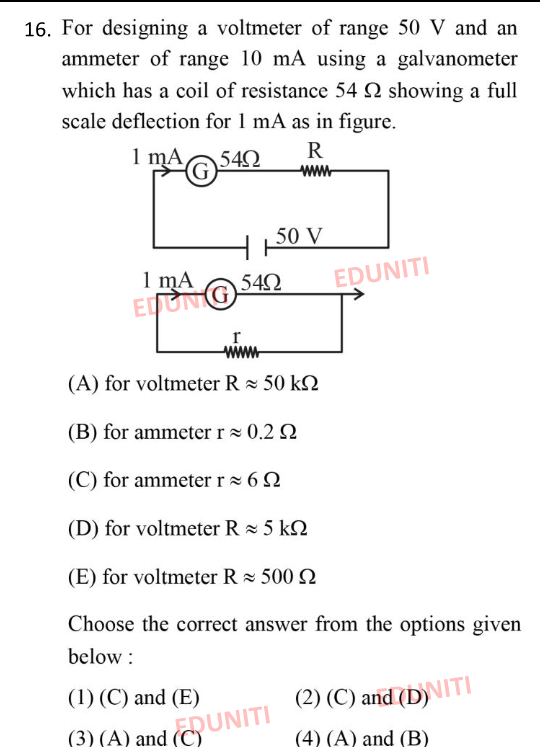 16. For designing a voltmeter of range 50 V and an
ammeter of range 10 mA using a galvanometer
which has a coil of resistance 54 Ω showing a full
scale deflection for 1 mA as in figure.
1 mA G 54Ω R
50 V
EDUNITI
1 mA G 54Ω
EDUNITI
r
(A) for voltmeter R ≈ 50 kΩ
(B) for ammeter r ≈ 0.2 Ω
(C) for ammeter r ≈ 6 Ω
(D) for voltmeter R ≈ 5 kΩ
(E) for voltmeter R ≈ 500 Ω
Choose the correct answer from the options given
below :
(1) (C) and (E) (2) (C) and (D)
EDUNITI
EDUNITI
(3) (A) and (C) (4) (A) and (B)